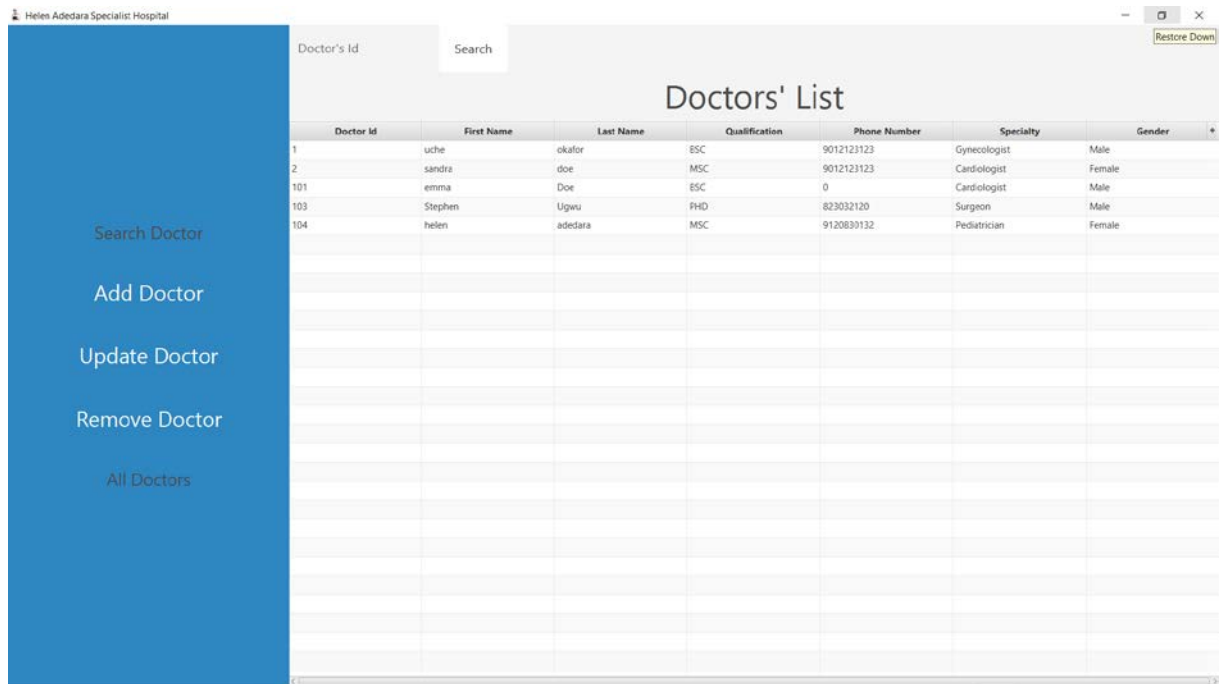 Helen Adedara Specialist Hospital
Restore Down
Doctor's Id Search
Doctors' List
Doctor Id First Name Last Name Qualification Phone Number Specialty Gender +
1 uche okafor ESC 9012123123 Gynecologist Male
2 sandra doe MSC 9012123123 Cardiologist Female
101 emma Doe ESC 0 Cardiologist Male
103 Stephen Ugwu PHD 823032120 Surgeon Male
104 helen adedara MSC 9120830132 Pediatrician Female
Search Doctor
Add Doctor
Update Doctor
Remove Doctor
All Doctors